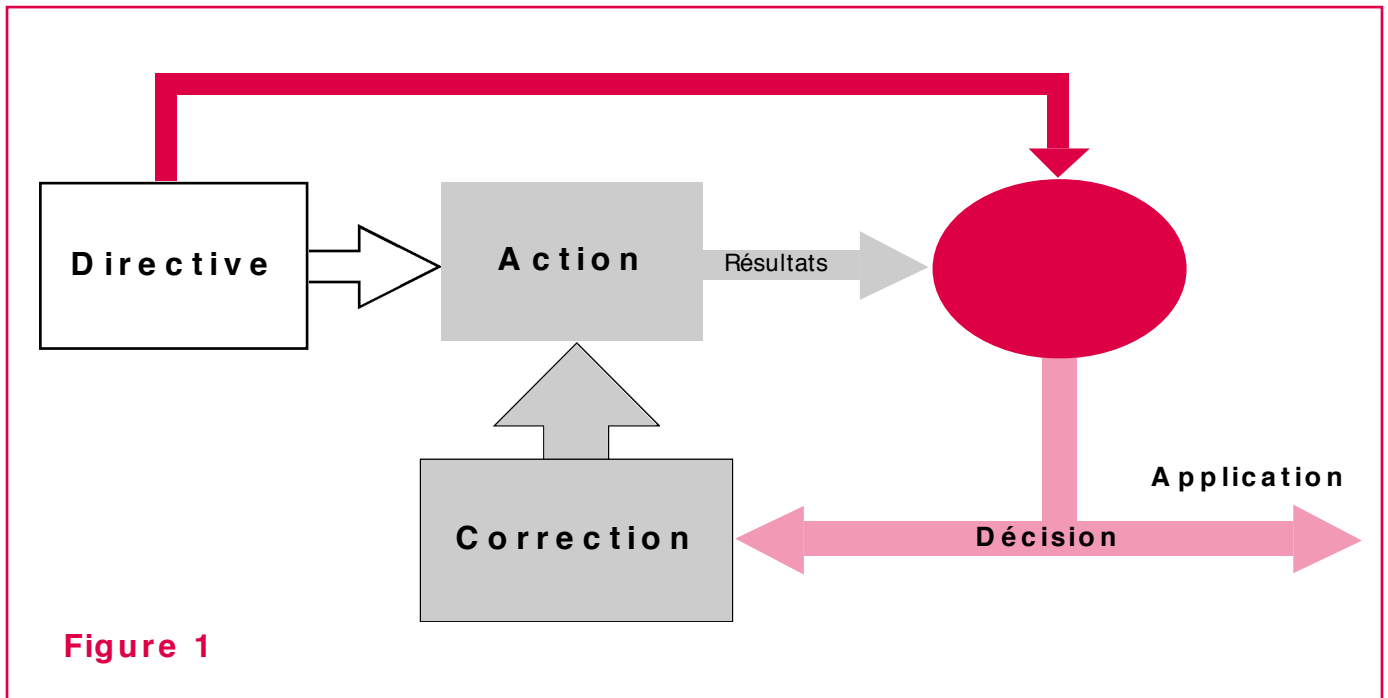 Directive
Action
Résultats
Application
Correction
Décision
Figure 1